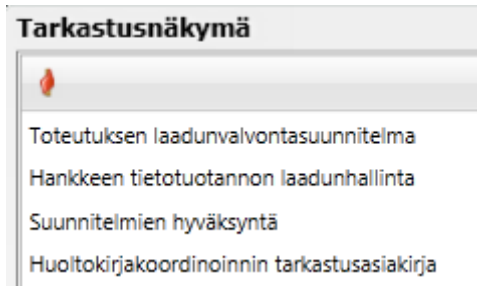 Tarkastusnäkymä
Toteutuksen laadunvalvontasuunnitelma
Hankkeen tietotuotannon laadunhallinta
Suunnitelmien hyväksyntä
Huoltokirjakoordinoinnin tarkastusasiakirja